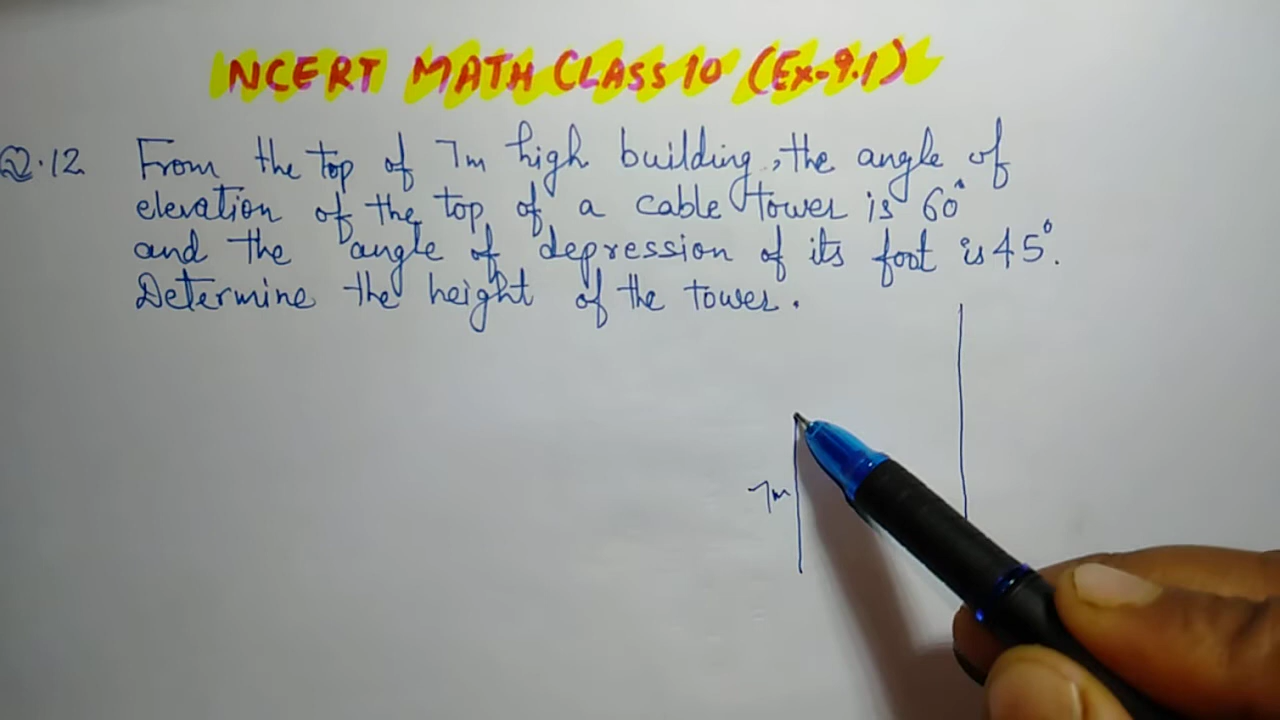 NCERT MATH CLASS 10 (Ex-9.1)
Q.12 From the top of 7m high building, the angle of
elevation of the top of a cable tower is 60°
and the angle of depression of its foot is 45°.
Determine the height of the tower.
7m